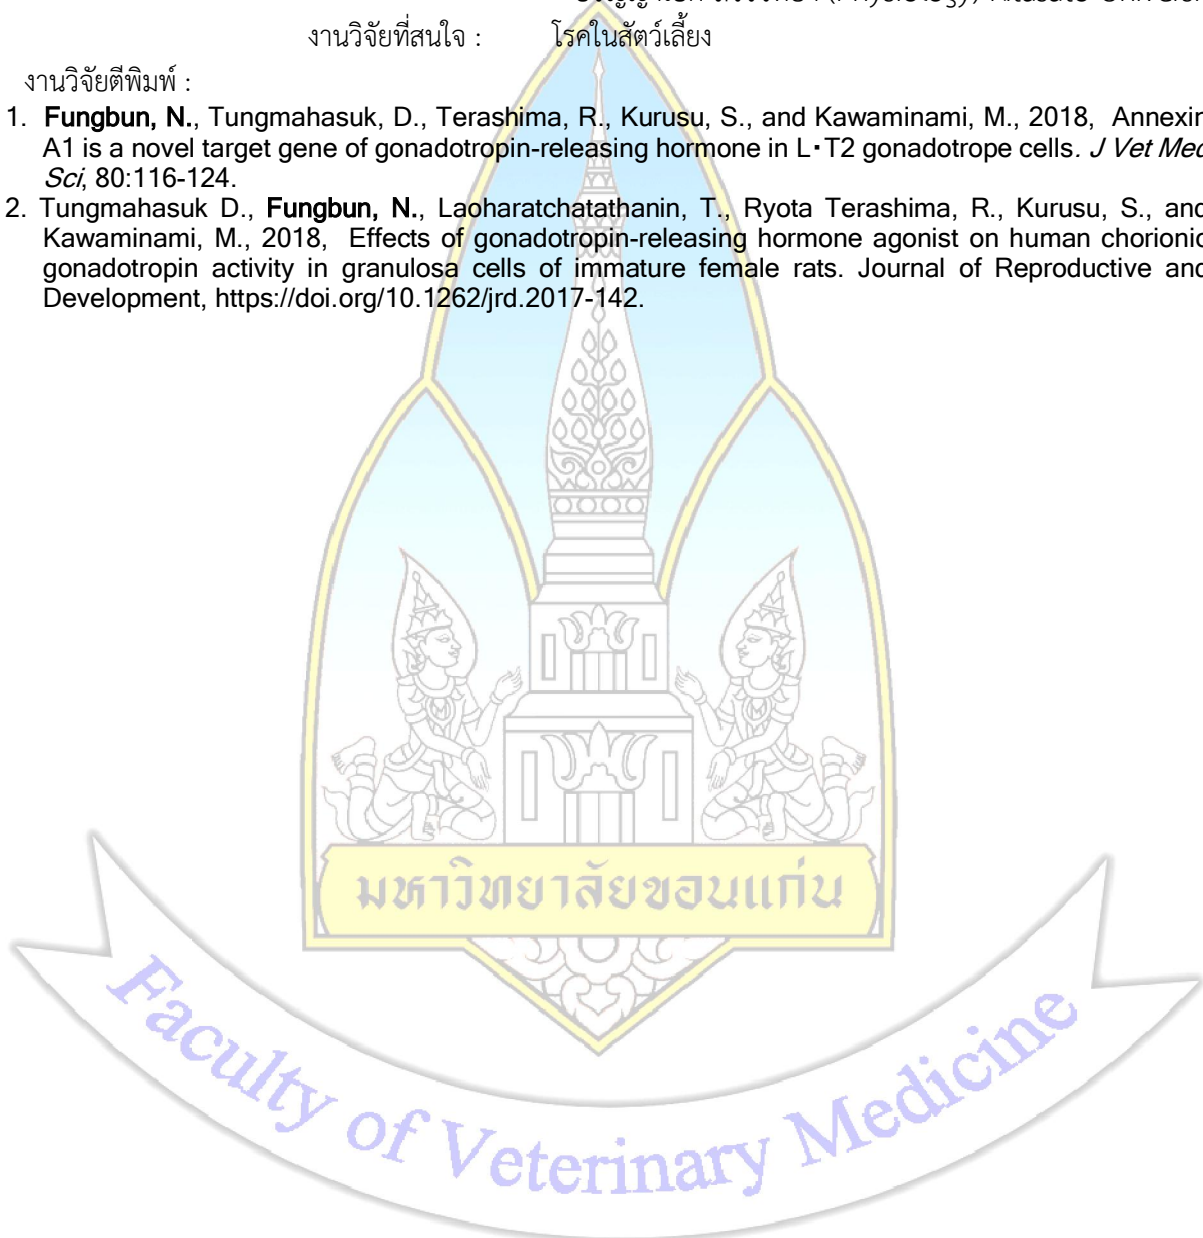 งานวิจัยที่สนใจ : โรคในสัตว์เลี้ยง
งานวิจัยตีพิมพ์ :
1. Fungbun, N., Tungmahasuk, D., Terashima, R., Kurusu, S., and Kawaminami, M., 2018, Annexin
A1 is a novel target gene of gonadotropin-releasing hormone in L･T2 gonadotrope cells. J Vet Med
Sci, 80:116-124.
2. Tungmahasuk D., Fungbun, N., Laoharatchatathanin, T., Ryota Terashima, R., Kurusu, S., and
Kawaminami, M., 2018, Effects of gonadotropin-releasing hormone agonist on human chorionic
gonadotropin activity in granulosa cells of immature female rats. Journal of Reproductive and
Development, https://doi.org/10.1262/jrd.2017-142.
มหาวิทยาลัยขอนแก่น
Faculty of Veterinary Medicine